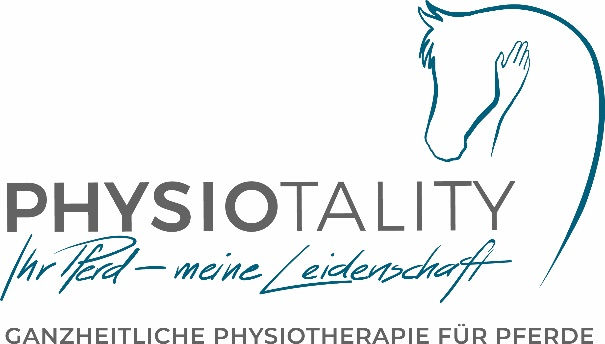 PHYSIOTALITY
Ihr Pferd – meine Leidenschaft
GANZHEITLICHE PHYSIOTHERAPIE FÜR PFERDE